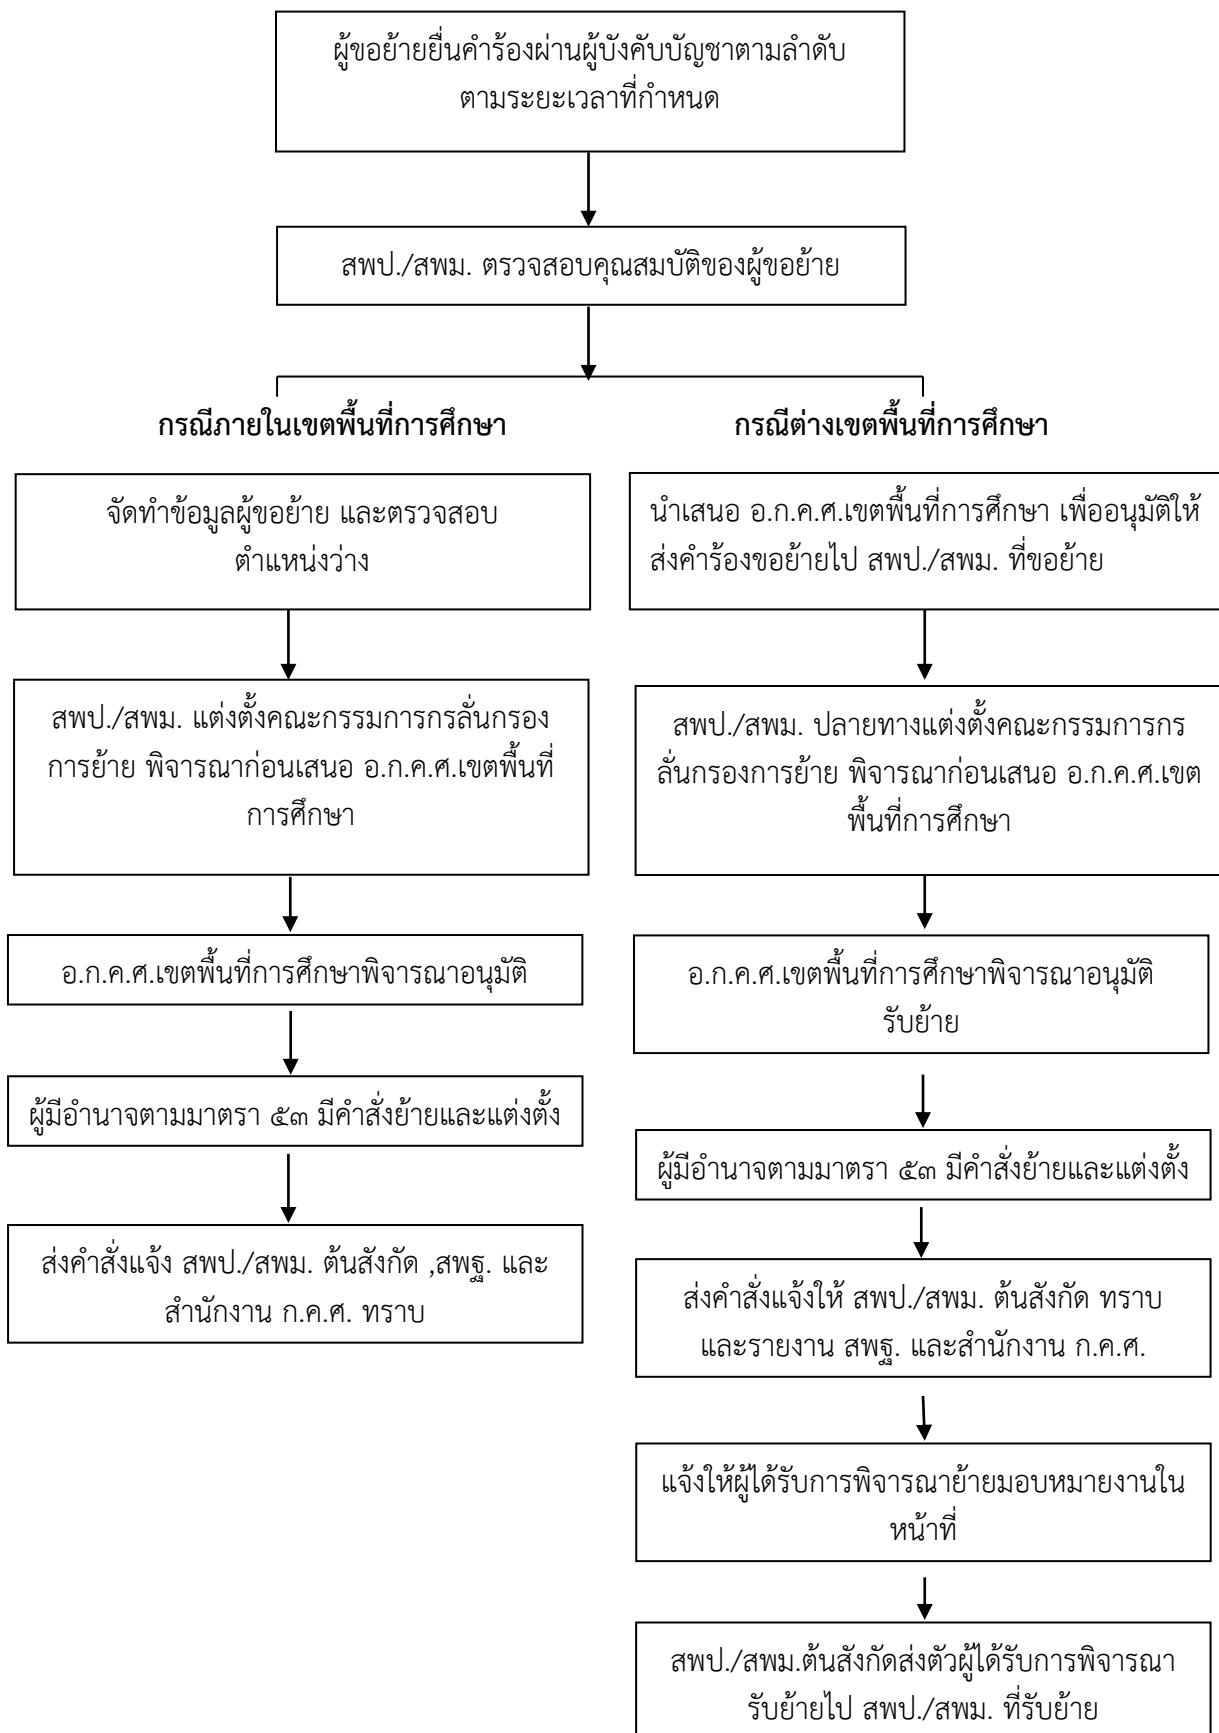 ผู้ขอย้ายยื่นคำร้องผ่านผู้บังคับบัญชาตามลำดับ
ตามระยะเวลาที่กำหนด
สพป./สพม. ตรวจสอบคุณสมบัติของผู้ขอย้าย
กรณีภายในเขตพื้นที่การศึกษา
จัดทำข้อมูลผู้ขอย้าย และตรวจสอบ
ตำแหน่งว่าง
สพป./สพม. แต่งตั้งคณะกรรมการกรลั่นกรอง
การย้าย พิจารณาก่อนเสนอ อ.ก.ค.ศ.เขตพื้นที่
การศึกษา
อ.ก.ค.ศ.เขตพื้นที่การศึกษาพิจารณาอนุมัติ
ผู้มีอำนาจตามมาตรา ๕๓ มีคำสั่งย้ายและแต่งตั้ง
ส่งคำสั่งแจ้ง สพป./สพม. ต้นสังกัด ,สพฐ. และ
สำนักงาน ก.ค.ศ. ทราบ
กรณีต่างเขตพื้นที่การศึกษา
นำเสนอ อ.ก.ค.ศ.เขตพื้นที่การศึกษา เพื่ออนุมัติให้
ส่งคำร้องขอย้ายไป สพป./สพม. ที่ขอย้าย
สพป./สพม. ปลายทางแต่งตั้งคณะกรรมการกร
ลั่นกรองการย้าย พิจารณาก่อนเสนอ อ.ก.ค.ศ.เขต
พื้นที่การศึกษา
อ.ก.ค.ศ.เขตพื้นที่การศึกษาพิจารณาอนุมัติ
รับย้าย
ผู้มีอำนาจตามมาตรา ๕๓ มีคำสั่งย้ายและแต่งตั้ง
ส่งคำสั่งแจ้งให้ สพป./สพม. ต้นสังกัด ทราบ
และรายงาน สพฐ. และสำนักงาน ก.ค.ศ.
แจ้งให้ผู้ได้รับการพิจารณาย้ายมอบหมายงานใน
หน้าที่
สพป./สพม.ต้นสังกัดส่งตัวผู้ได้รับการพิจารณา
รับย้ายไป สพป./สพม. ที่รับย้าย